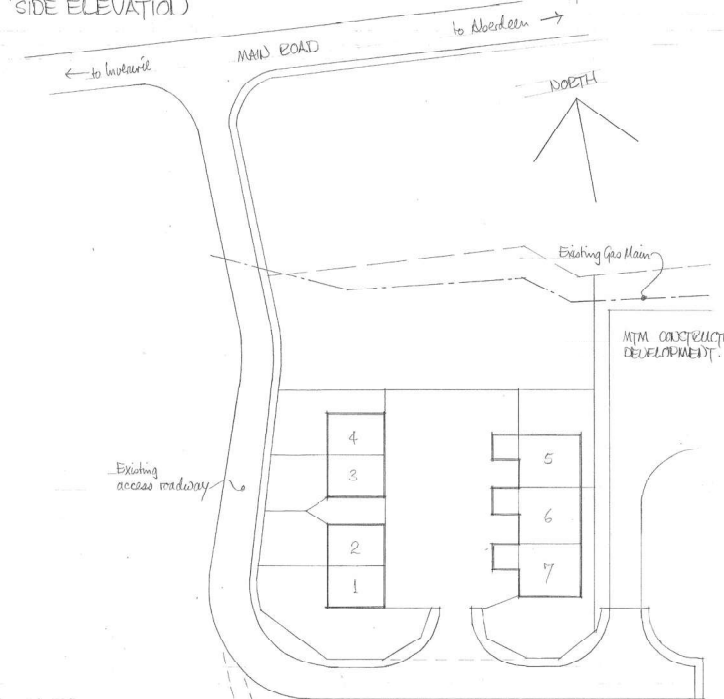 SIDE ELEVATION)
to Aberdeen →
MAIN ROAD
← to Inverurie
NORTH
Existing Gas Main
MTM CONSTRUCTI
DEVELOPMENT.
4
5
3
Existing
access roadway
6
2
7
1